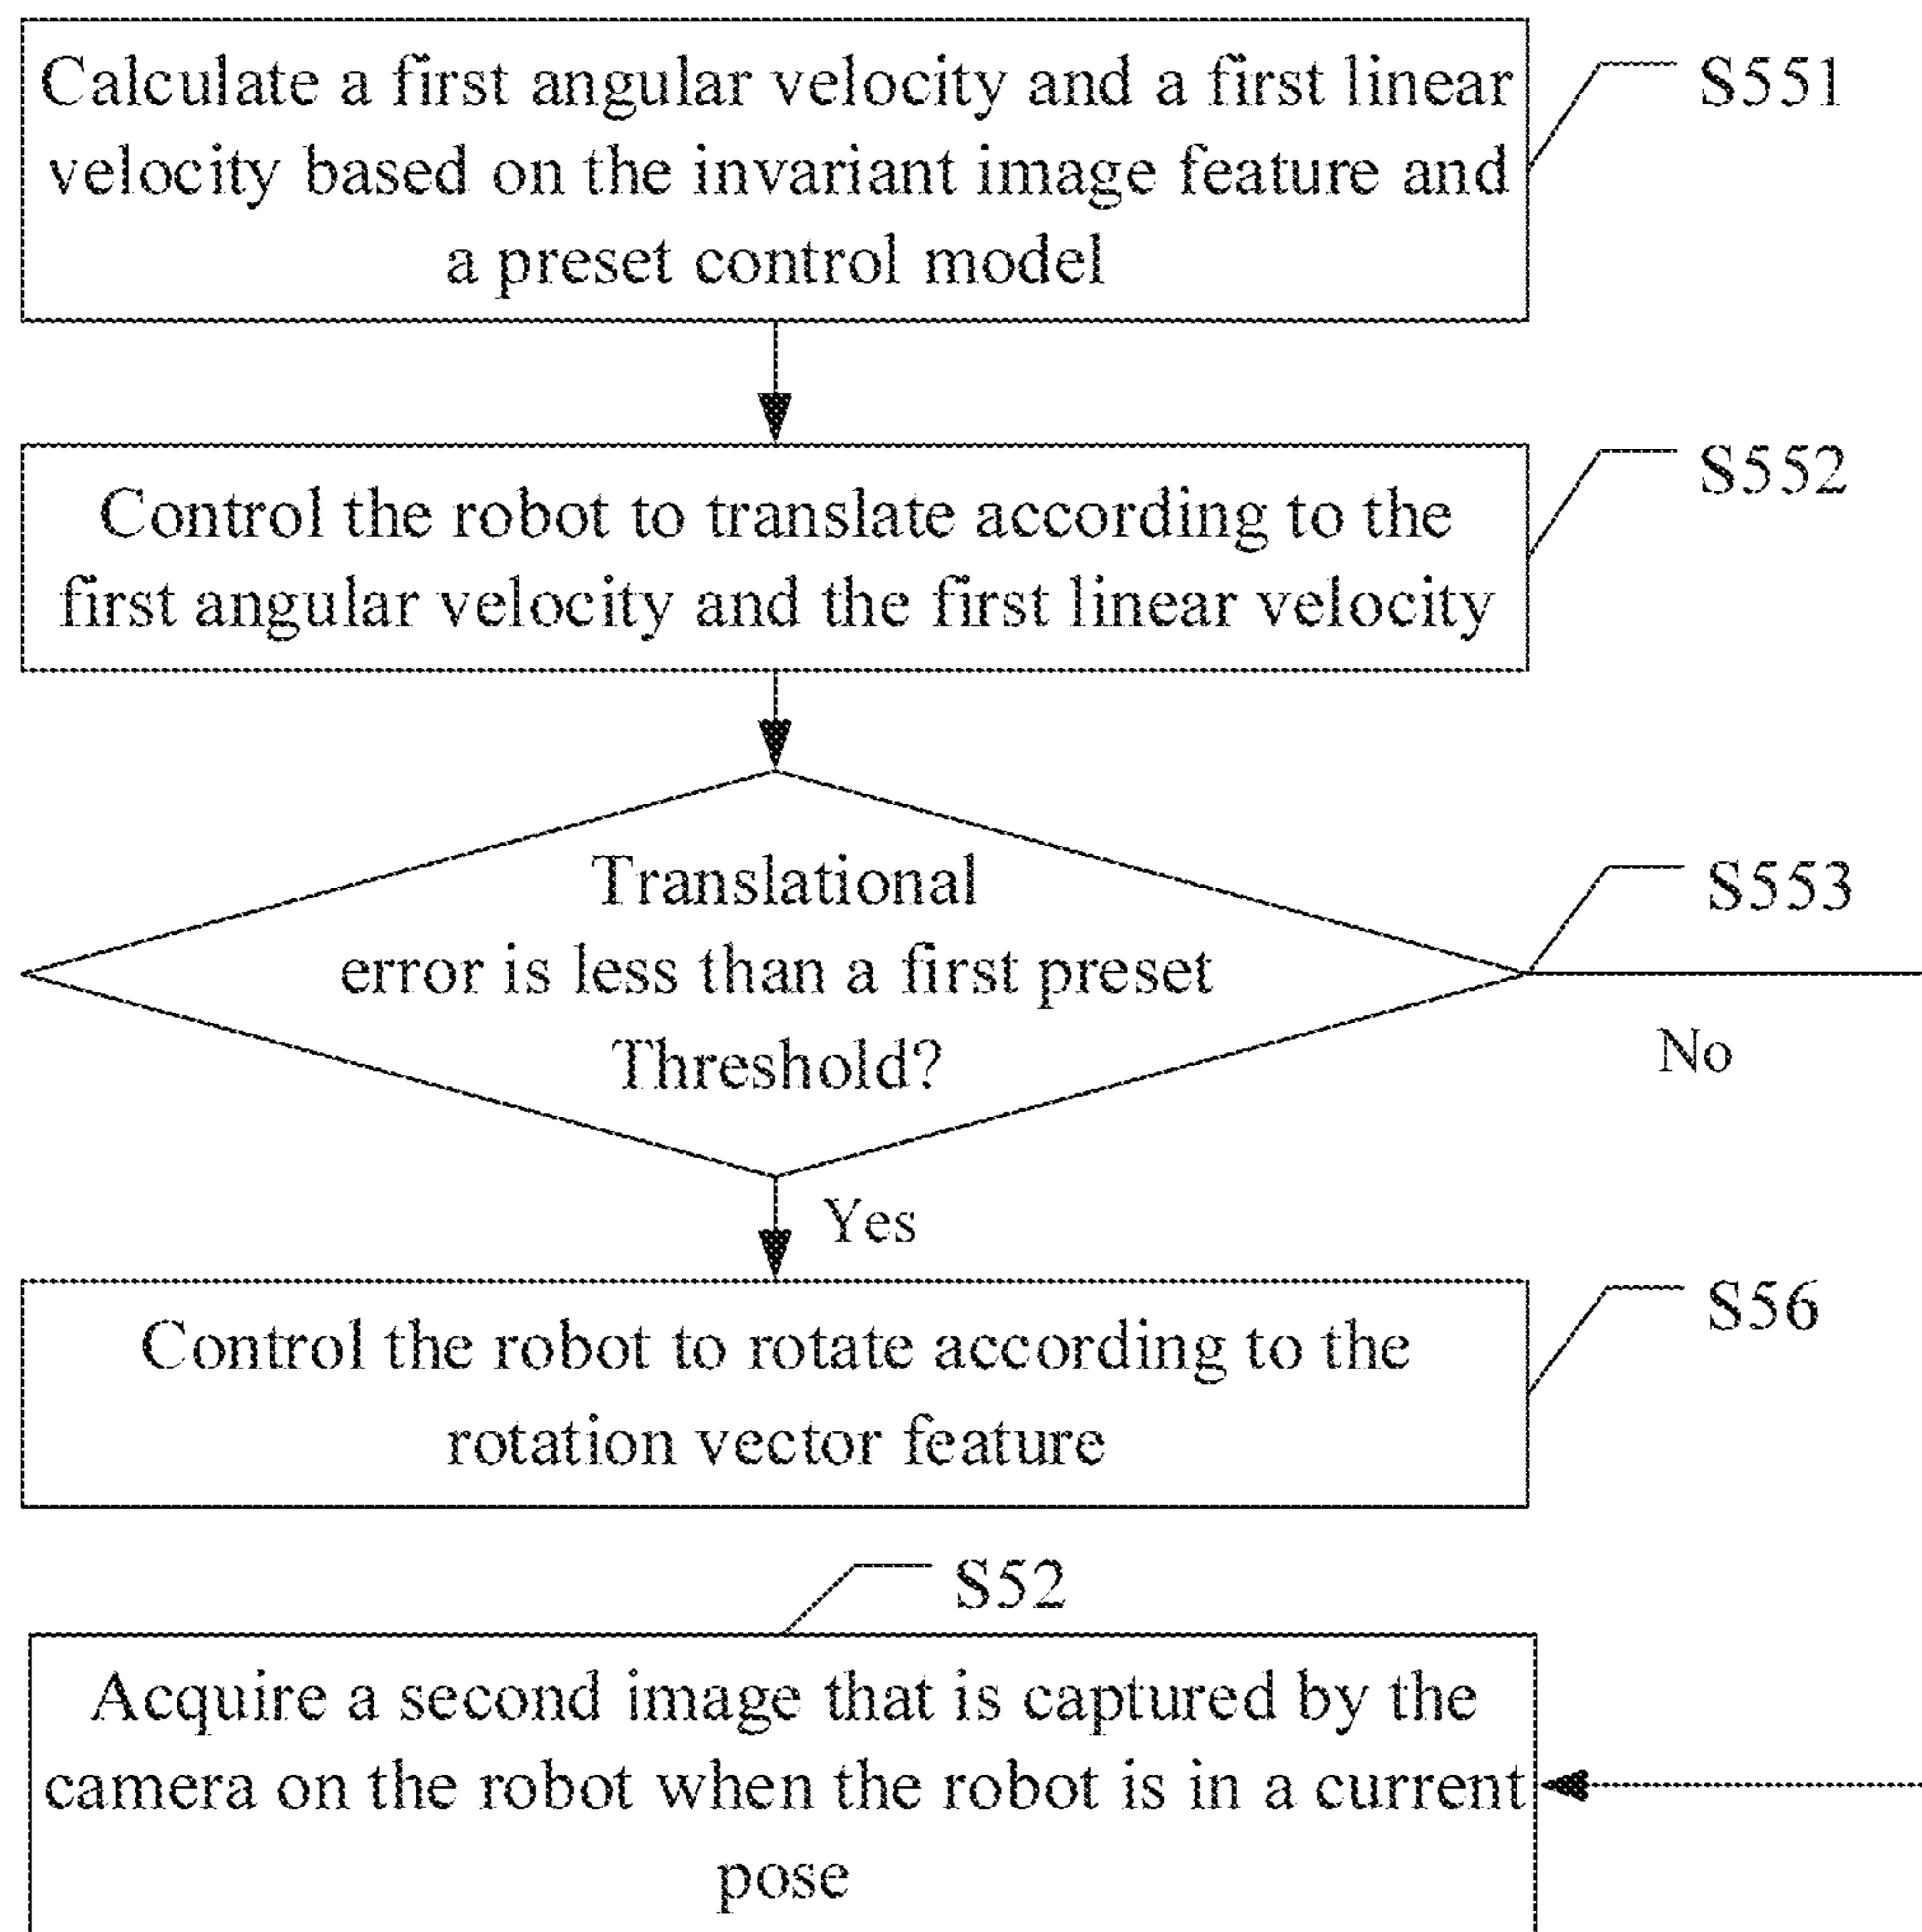 Calculate a first angular velocity and a first linear
velocity based on the invariant image feature and
a preset control model
S551
Control the robot to translate according to the
first angular velocity and the first linear velocity
S552
Translational
error is less than a first preset
Threshold?
S553
No
Yes
Control the robot to rotate according to the
rotation vector feature
S56
S52
Acquire a second image that is captured by the
camera on the robot when the robot is in a current
pose